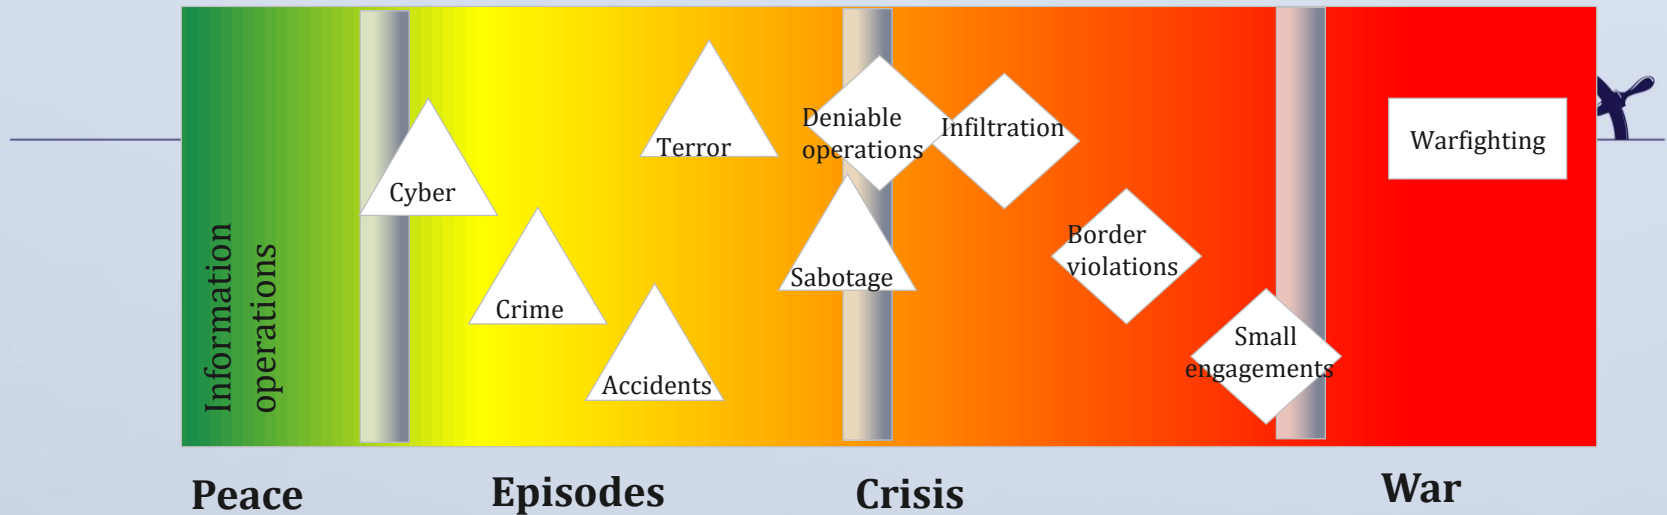 Information
operations
Cyber
Crime
Terror
Accidents
Deniable
operations
Sabotage
Infiltration
Border
violations
Small
engagements
Warfighting
Peace
Episodes
Crisis
War